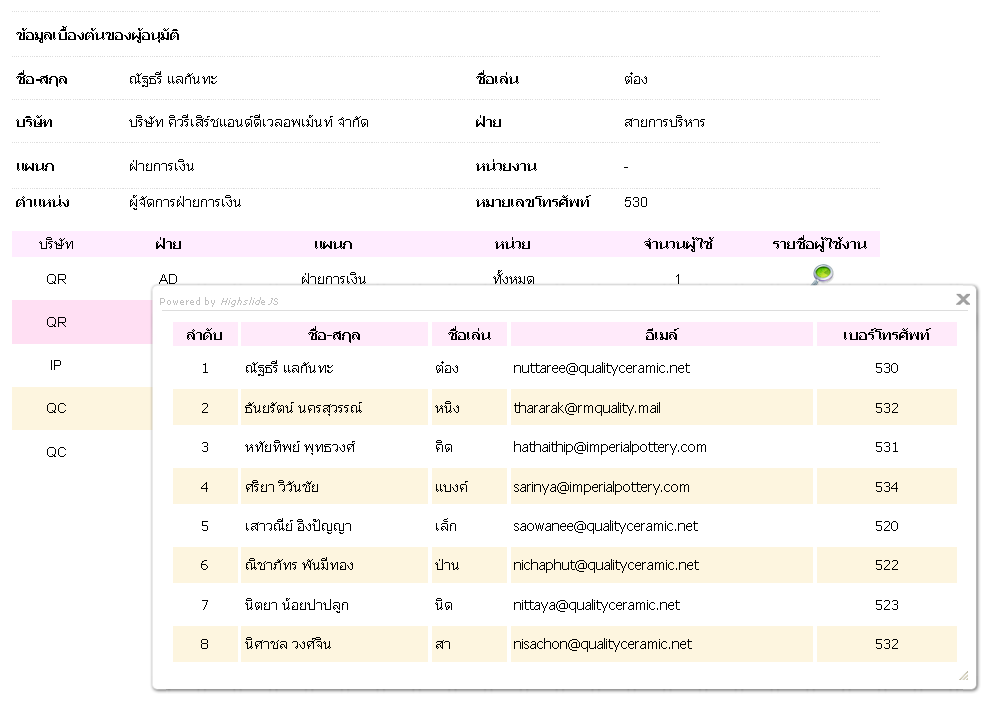 ข้อมูลเบื้องต้นของผู้อนุมัติ
ชื่อ-สกุล ณัฐธรี แลกันทะ ชื่อเล่น ต๋อง
บริษัท บริษัท คิวรีเสิร์ชแอนด์ดีเวลอพเม้นท์ จำกัด ฝ่าย สายการบริหาร
แผนก ฝ่ายการเงิน หน่วยงาน -
ตำแหน่ง ผู้จัดการฝ่ายการเงิน หมายเลขโทรศัพท์ 530
บริษัท ฝ่าย แผนก หน่วย จำนวนผู้ใช้ รายชื่อผู้ใช้งาน
QR AD ฝ่ายการเงิน ทั้งหมด 1
QR
IP
QC
QC
Powered by Highslide JS
ลำดับ ชื่อ-สกุล ชื่อเล่น อีเมล์ เบอร์โทรศัพท์
1 ณัฐธรี แลกันทะ ต๋อง nuttaree@qualityceramic.net 530
2 ธันยรัตน์ นครสุวรรณ์ หนิง thararak@rmquality.mail 532
3 หทัยทิพย์ พุทธวงศ์ คิด hathaithip@imperialpottery.com 531
4 ศริยา วิวันชัย แบงค์ sarinya@imperialpottery.com 534
5 เสาวณีย์ อิงปัญญา เล็ก saowanee@qualityceramic.net 520
6 ณิชาภัทร พันมีทอง ป่าน nichaphut@qualityceramic.net 522
7 นิตยา น้อยปาปลูก นิด nittaya@qualityceramic.net 523
8 นิศาชล วงศ์จิน สา nisachon@qualityceramic.net 532